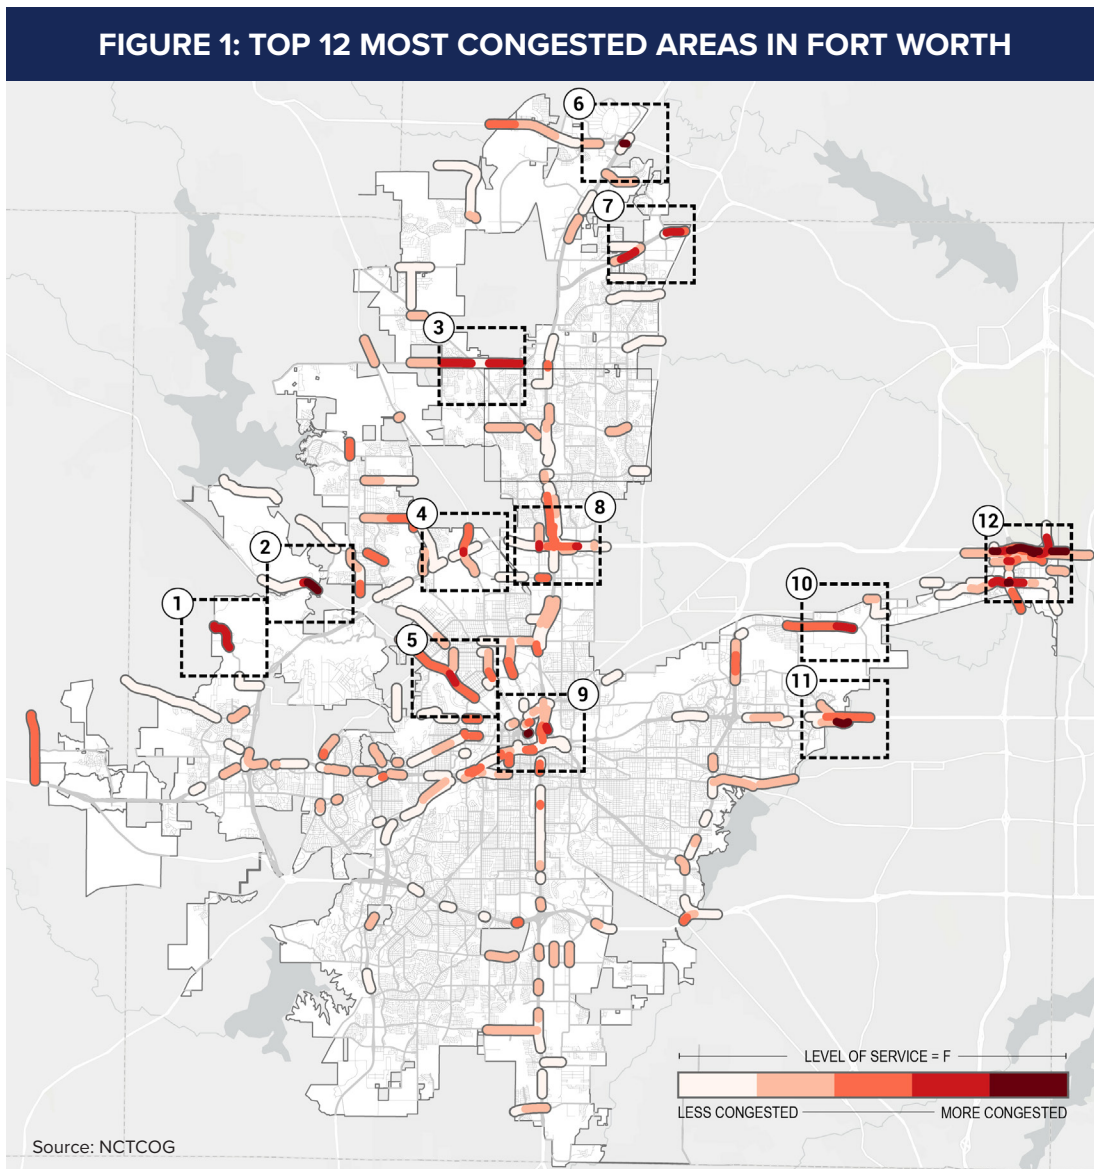 FIGURE 1: TOP 12 MOST CONGESTED AREAS IN FORT WORTH
6
7
3
4
8
12
2
10
1
5
11
9
LEVEL OF SERVICE = F
LESS CONGESTED
MORE CONGESTED
Source: NCTCOG